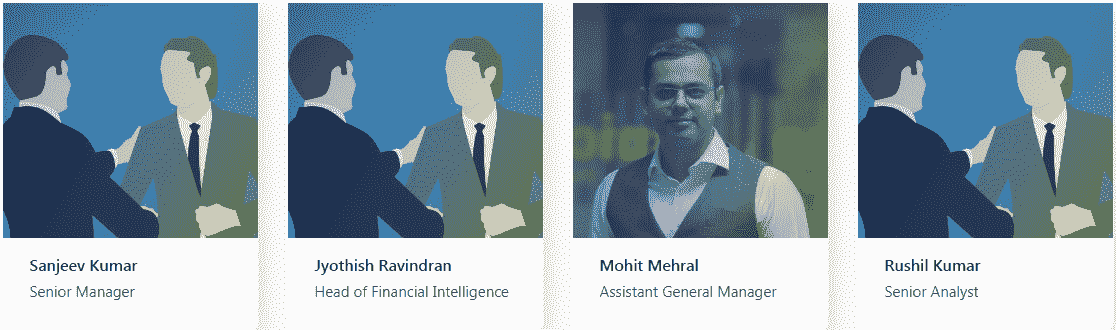 Sanjeev Kumar
Senior Manager
Jyothish Ravindran
Head of Financial Intelligence
Mohit Mehral
Assistant General Manager
Rushil Kumar
Senior Analyst